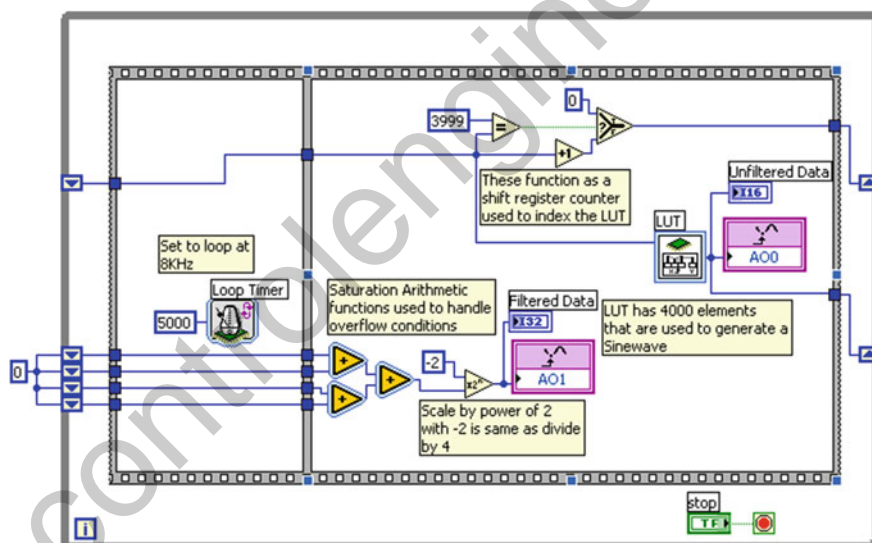 controlengin
0
3999
=
?
+1
These function as a
shift register counter
used to index the LUT
Unfiltered Data
I16
LUT
AO0
Set to loop at
8KHz
Loop Timer
5000
Saturation Arithmetic
functions used to handle
overflow conditions
Filtered Data
I32
LUT has 4000 elements
that are used to generate a
Sinewave
0
+
+
+
-2
x2ⁿ
AO1
Scale by power of 2
with -2 is same as divide
by 4
stop
TF
i